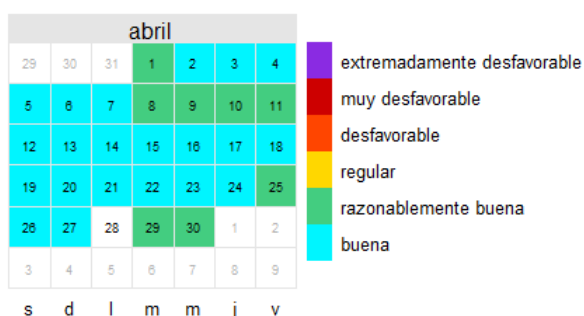 abril
29 30 31 1 2 3 4
5 6 7 8 9 10 11
12 13 14 15 16 17 18
19 20 21 22 23 24 25
26 27 28 29 30 1 2
3 4 5 6 7 8 9
s d l m m j v
extremadamente desfavorable
muy desfavorable
desfavorable
regular
razonablemente buena
buena